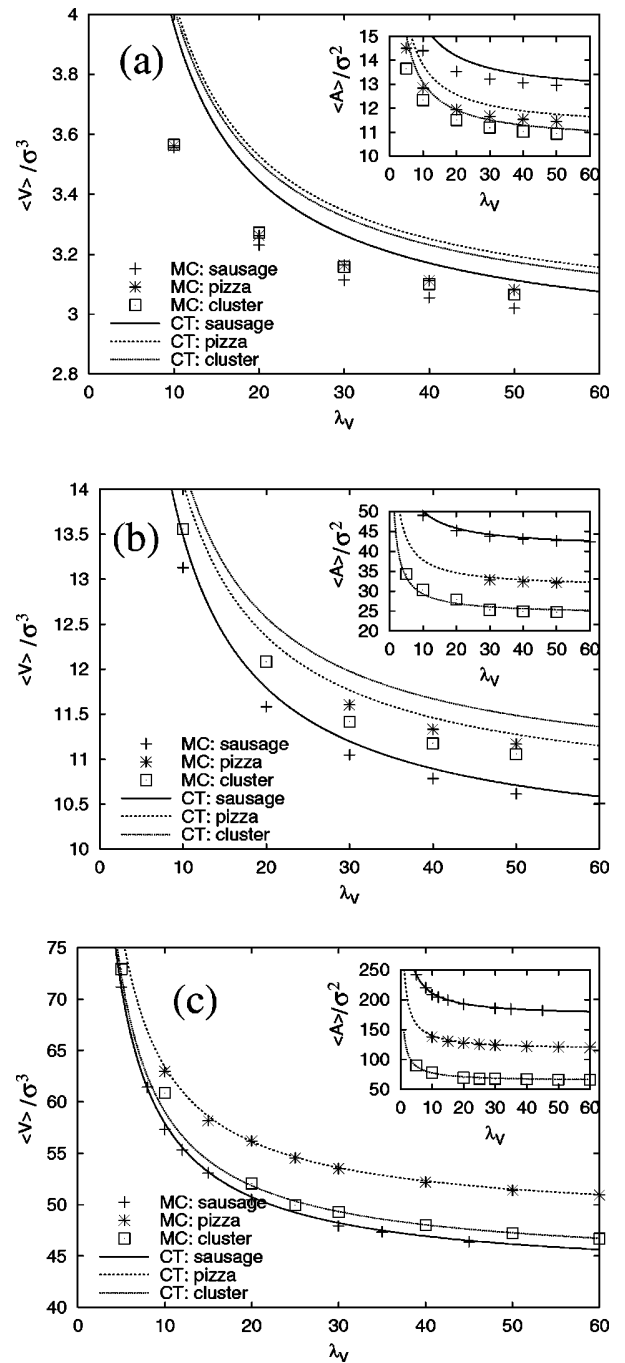 (a)
<V>/σ³
4
3.8
3.6
3.4
3.2
3
2.8
0 10 20 30 40 50 60
λV
MC: sausage
MC: pizza
MC: cluster
CT: sausage
CT: pizza
CT: cluster
<A>/σ²
15
14
13
12
11
10
0 10 20 30 40 50 60
λV
(b)
<V>/σ³
14
13.5
13
12.5
12
11.5
11
10.5
10
0 10 20 30 40 50 60
λV
MC: sausage
MC: pizza
MC: cluster
CT: sausage
CT: pizza
CT: cluster
<A>/σ²
50
45
40
35
30
25
20
0 10 20 30 40 50 60
λV
(c)
<V>/σ³
75
70
65
60
55
50
45
40
0 10 20 30 40 50 60
λV
MC: sausage
MC: pizza
MC: cluster
CT: sausage
CT: pizza
CT: cluster
<A>/σ²
250
200
150
100
50
0 10 20 30 40 50 60
λV